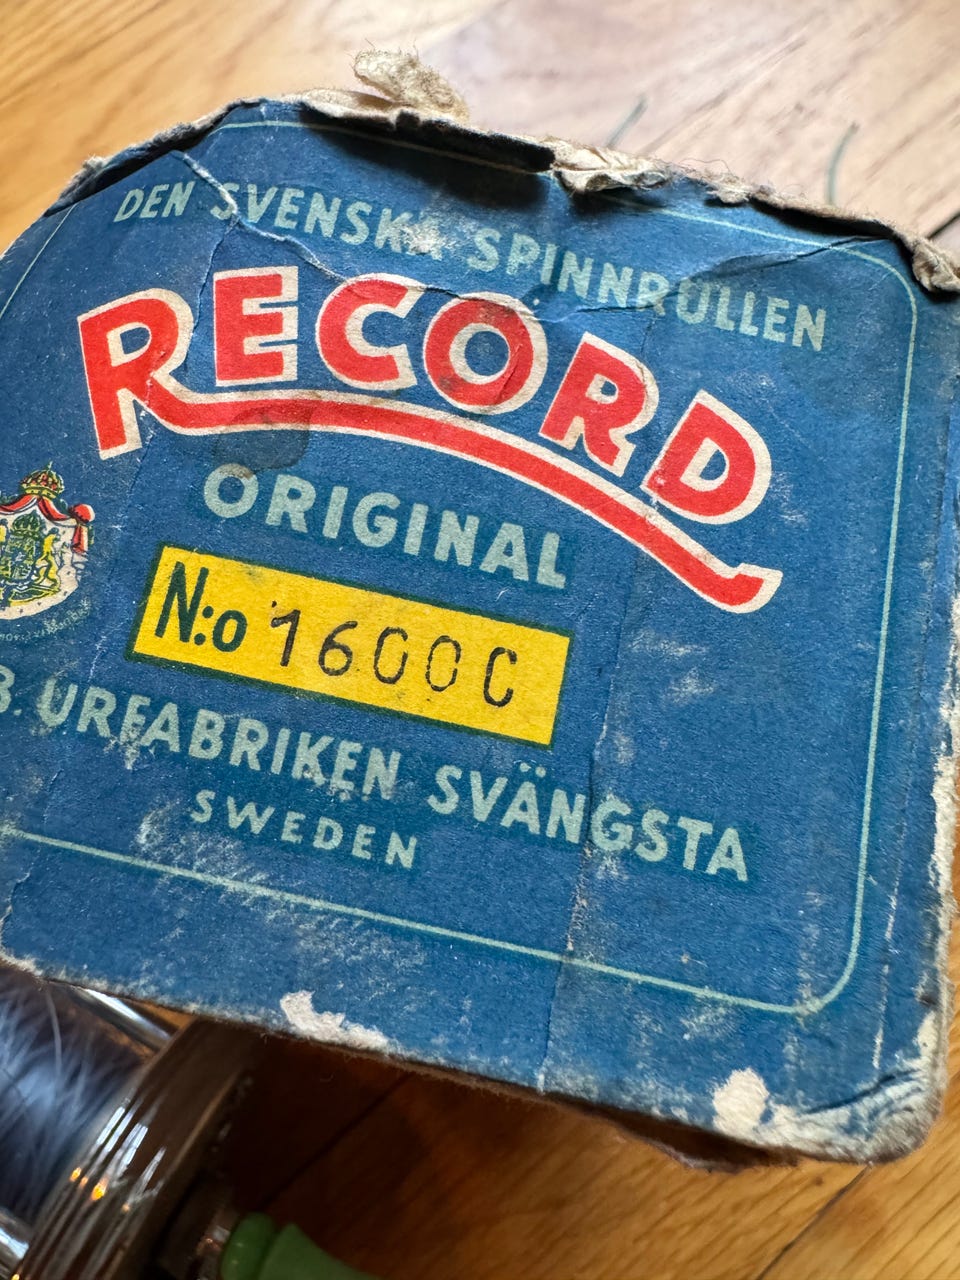 DEN SVENSKA SPINNRULLEN
RECORD
ORIGINAL
N:o 1600C
B. URFABRIKEN SVÄNGSTA
SWEDEN